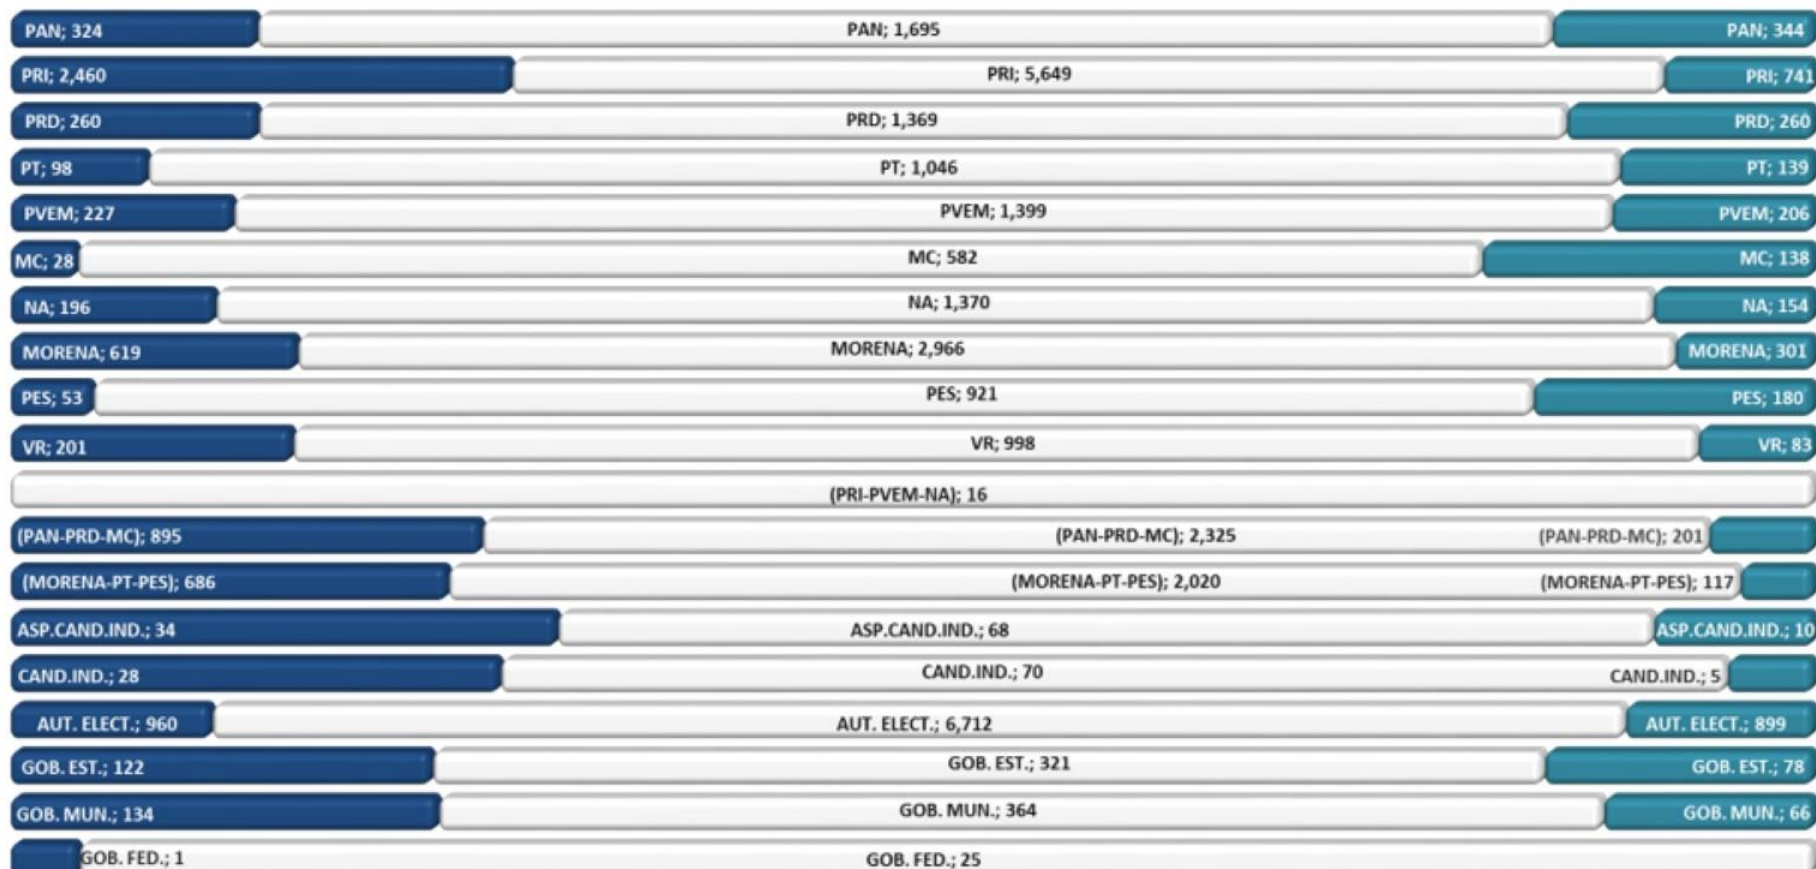 PAN; 324 PAN; 1,695 PAN; 344
PRI; 2,460 PRI; 5,649 PRI; 741
PRD; 260 PRD; 1,369 PRD; 260
PT; 98 PT; 1,046 PT; 139
PVEM; 227 PVEM; 1,399 PVEM; 206
MC; 28 MC; 582 MC; 138
NA; 196 NA; 1,370 NA; 154
MORENA; 619 MORENA; 2,966 MORENA; 301
PES; 53 PES; 921 PES; 180
VR; 201 VR; 998 VR; 83
(PRI-PVEM-NA); 16
(PAN-PRD-MC); 895 (PAN-PRD-MC); 2,325 (PAN-PRD-MC); 201
(MORENA-PT-PES); 686 (MORENA-PT-PES); 2,020 (MORENA-PT-PES); 117
ASP.CAND.IND.; 34 ASP.CAND.IND.; 68 ASP.CAND.IND.; 10
CAND.IND.; 28 CAND.IND.; 70 CAND.IND.; 5
AUT. ELECT.; 960 AUT. ELECT.; 6,712 AUT. ELECT.; 899
GOB. EST.; 122 GOB. EST.; 321 GOB. EST.; 78
GOB. MUN.; 134 GOB. MUN.; 364 GOB. MUN.; 66
GOB. FED.; 1 GOB. FED.; 25